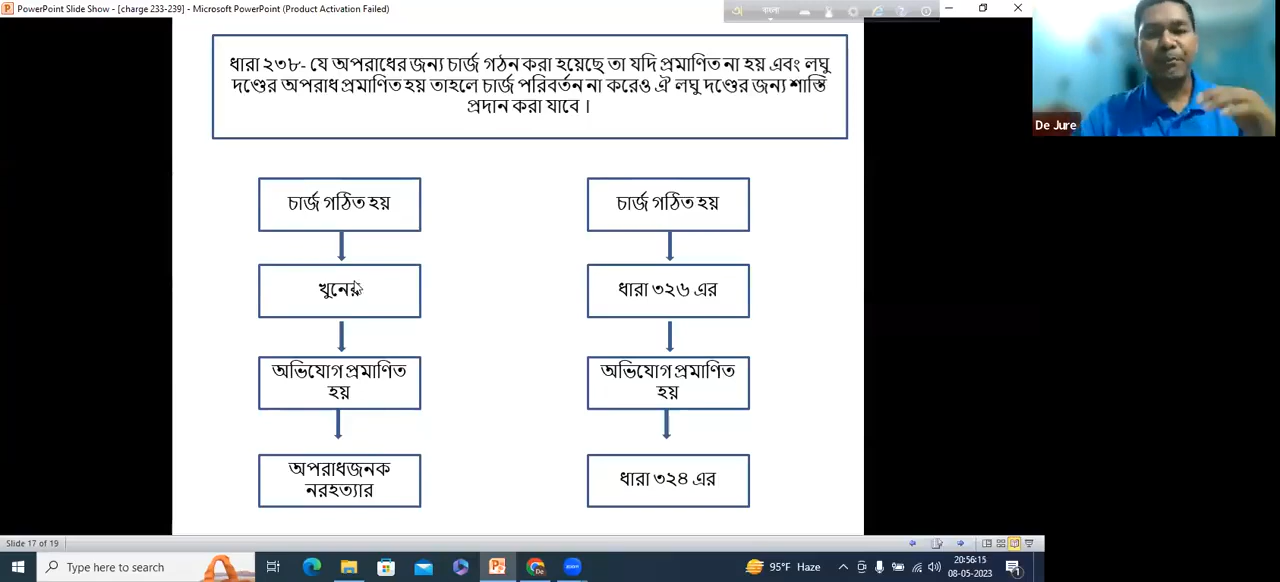 PowerPoint Slide Show - [charge 233-239] - Microsoft PowerPoint (Product Activation Failed)
বাংলা
De Jure
ধারা ২৩৮- যে অপরাধের জন্য চার্জ গঠন করা হয়েছে তা যদি প্রমাণিত না হয় এবং লঘু
দণ্ডের অপরাধ প্রমাণিত হয় তাহলে চার্জ পরিবর্তন না করেও ঐ লঘু দণ্ডের জন্য শাস্তি
প্রদান করা যাবে ।
চার্জ গঠিত হয়
খুনের
অভিযোগ প্রমাণিত
হয়
অপরাধজনক
নরহত্যার
চার্জ গঠিত হয়
ধারা ৩২৬ এর
অভিযোগ প্রমাণিত
হয়
ধারা ৩২৪ এর
Slide 17 of 19
Type here to search
95°F Haze
20:56:15
08-05-2023